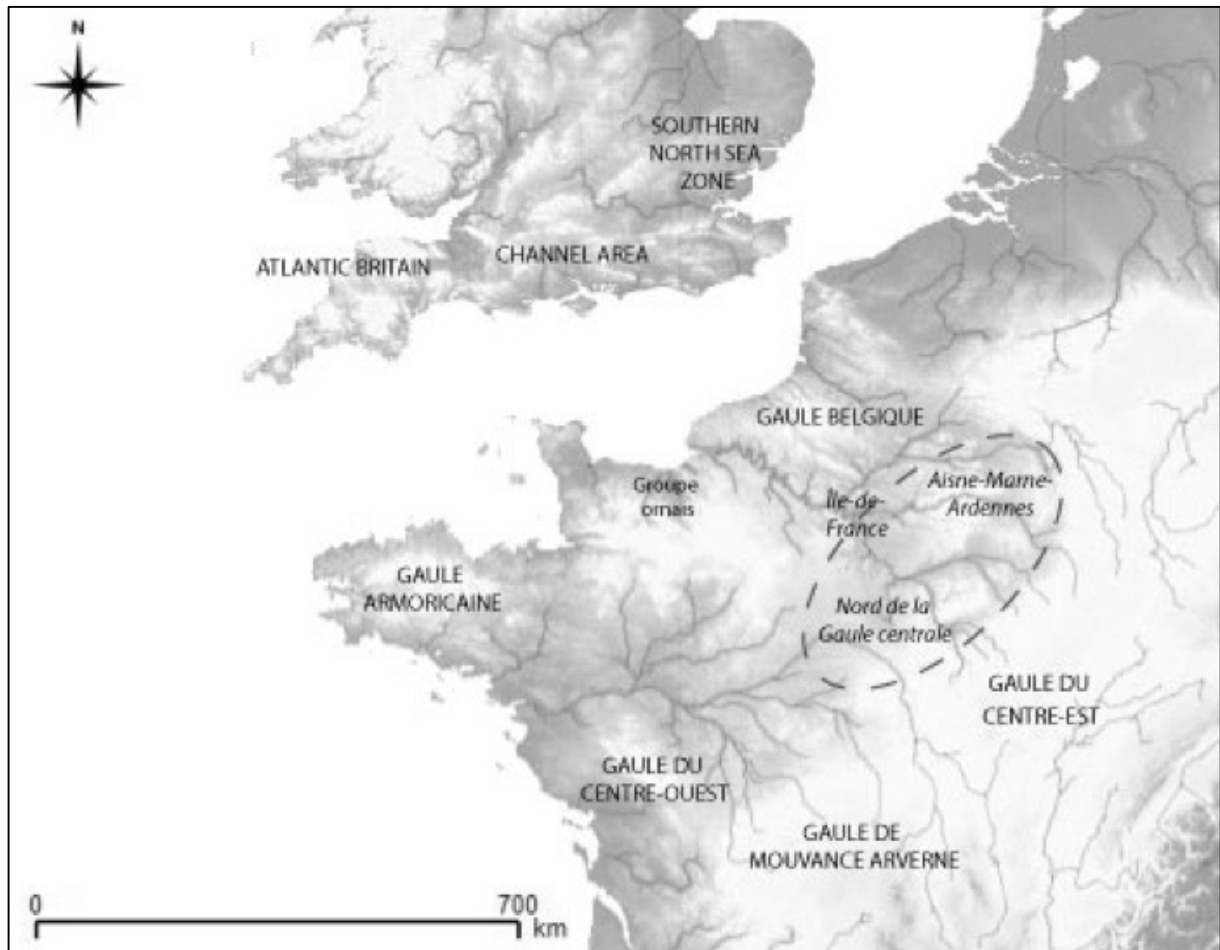 N
SOUTHERN
NORTH SEA
ZONE
ATLANTIC BRITAIN
CHANNEL AREA
GAULE BELGIQUE
Groupe
ornais
Île-de-
France
Aisne-Marne-
Ardennes
GAULE
ARMORICAINE
Nord de la
Gaule centrale
GAULE DU
CENTRE-EST
GAULE DU
CENTRE-OUEST
GAULE DE
MOUVANCE ARVERNE
0
700
km